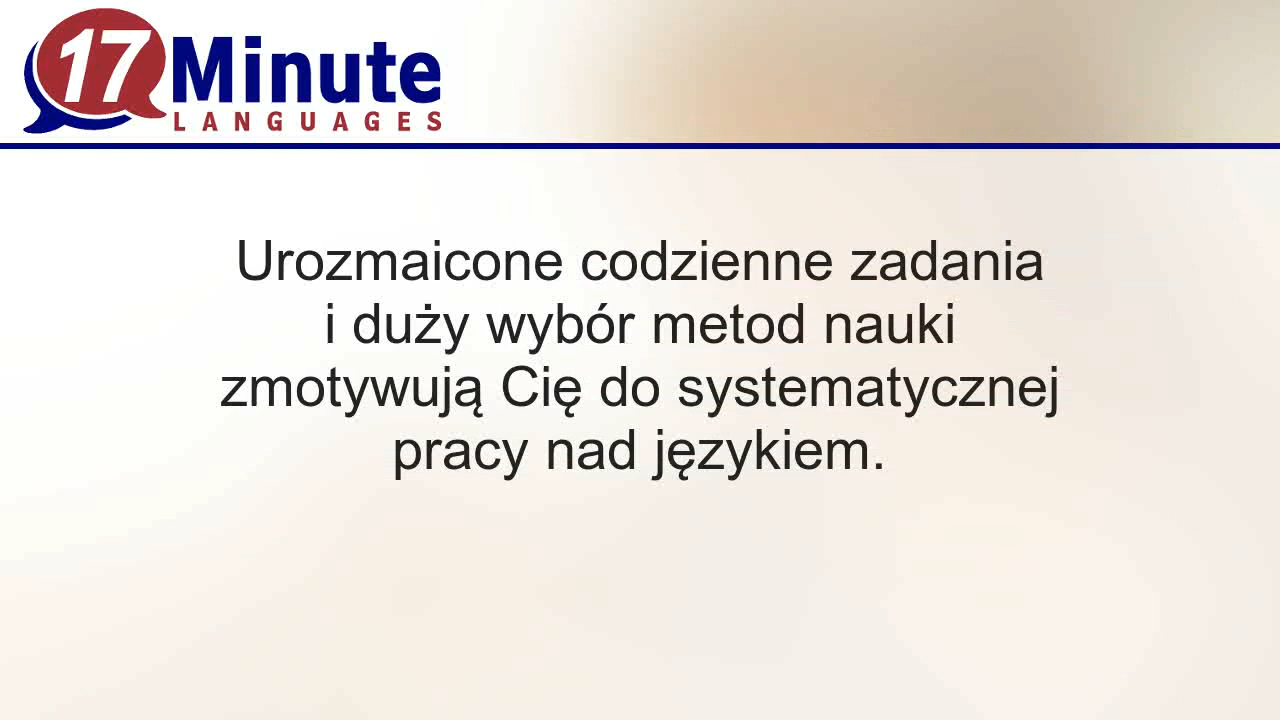 17 Minute
LANGUAGES
Urozmaicone codzienne zadania
i duży wybór metod nauki
zmotywują Cię do systematycznej
pracy nad językiem.